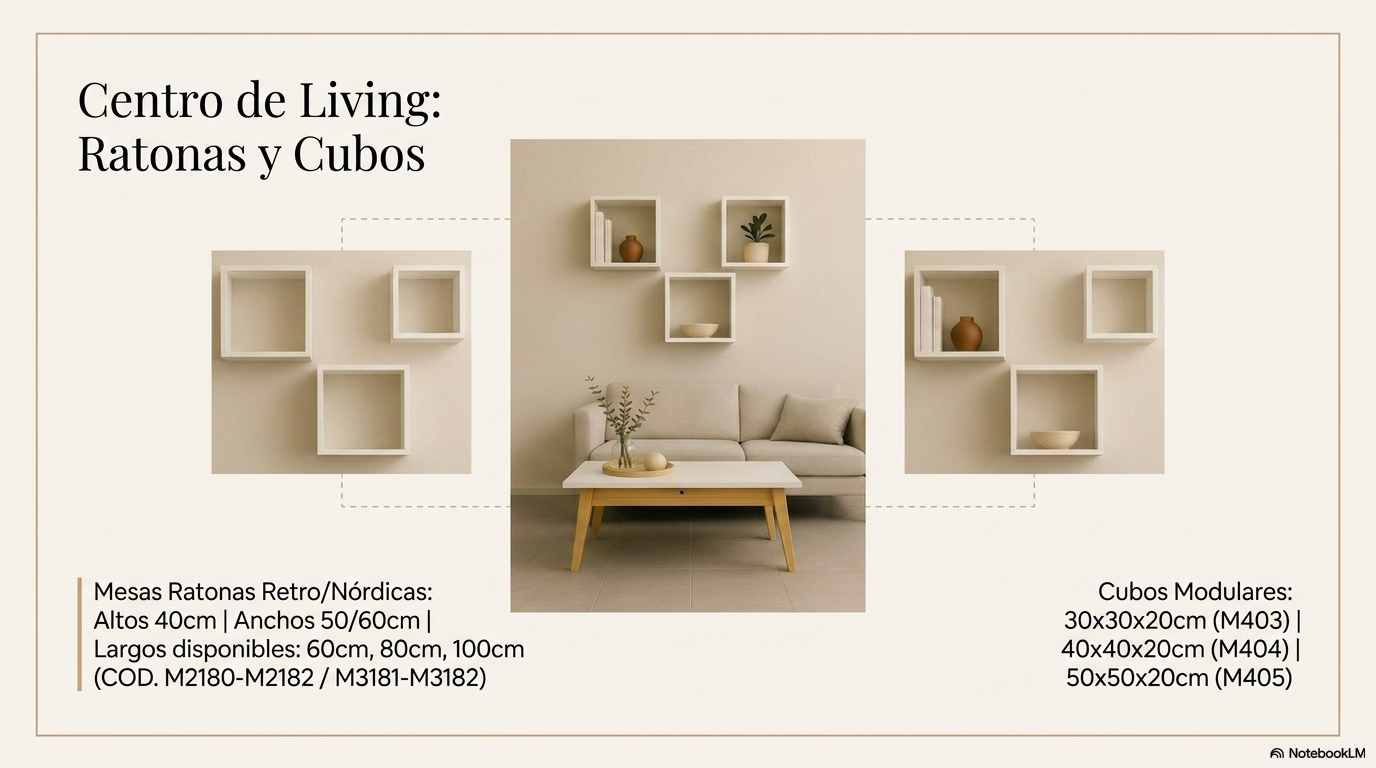 Centro de Living:
Ratonas y Cubos
Mesas Ratonas Retro/Nórdicas:
Altos 40cm | Anchos 50/60cm |
Largos disponibles: 60cm, 80cm, 100cm
(COD. M2180-M2182 / M3181-M3182)
Cubos Modulares:
30x30x20cm (M403) |
40x40x20cm (M404) |
50x50x20cm (M405)
NotebookLM